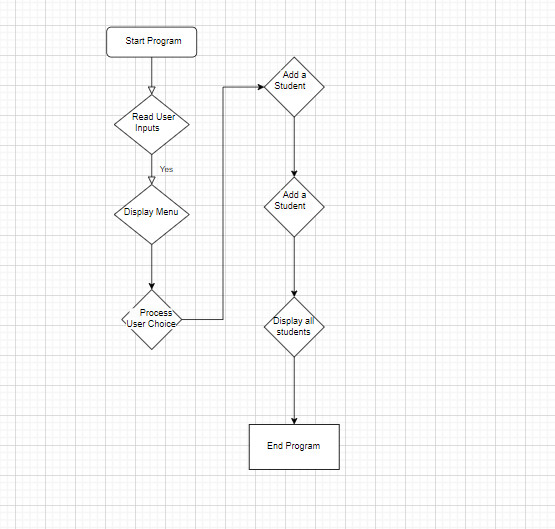 Start Program
Read User
Inputs
Yes
Display Menu
Process
User Choice
Add a
Student
Add a
Student
Display all
students
End Program